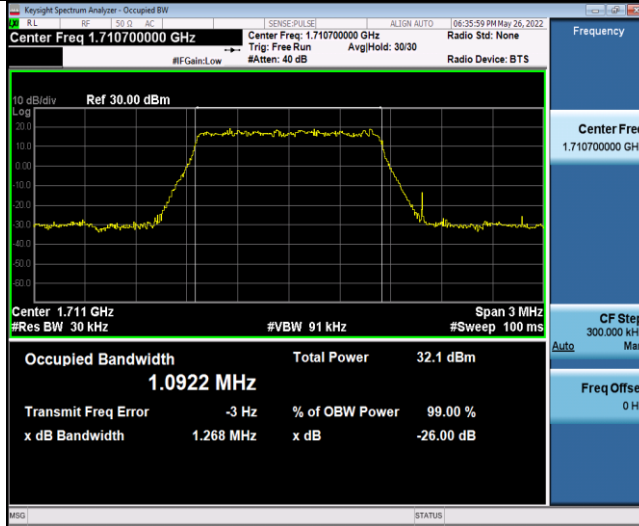 Keysight Spectrum Analyzer - Occupied BW
RL RF 50 Ω AC SENSE:PULSE ALIGN AUTO 06:35:59 PM May 26, 2022
Center Freq 1.710700000 GHz
Center Freq: 1.710700000 GHz
Radio Std: None
Trig: Free Run Avg|Hold: 30/30
#IFGain:Low #Atten: 40 dB Radio Device: BTS
Frequency
10 dB/div Ref 30.00 dBm
Log
20.0
10.0
0.00
-10.0
-20.0
-30.0
-40.0
-50.0
-60.0
Center 1.711 GHz Span 3 MHz
#Res BW 30 kHz #VBW 91 kHz #Sweep 100 ms
Occupied Bandwidth Total Power 32.1 dBm
1.0922 MHz
Transmit Freq Error -3 Hz % of OBW Power 99.00 %
x dB Bandwidth 1.268 MHz x dB -26.00 dB
Center Fre
1.710700000 GH
CF Step
300.000 kH
Auto Ma
Freq Offse
0 H
MSG STATUS